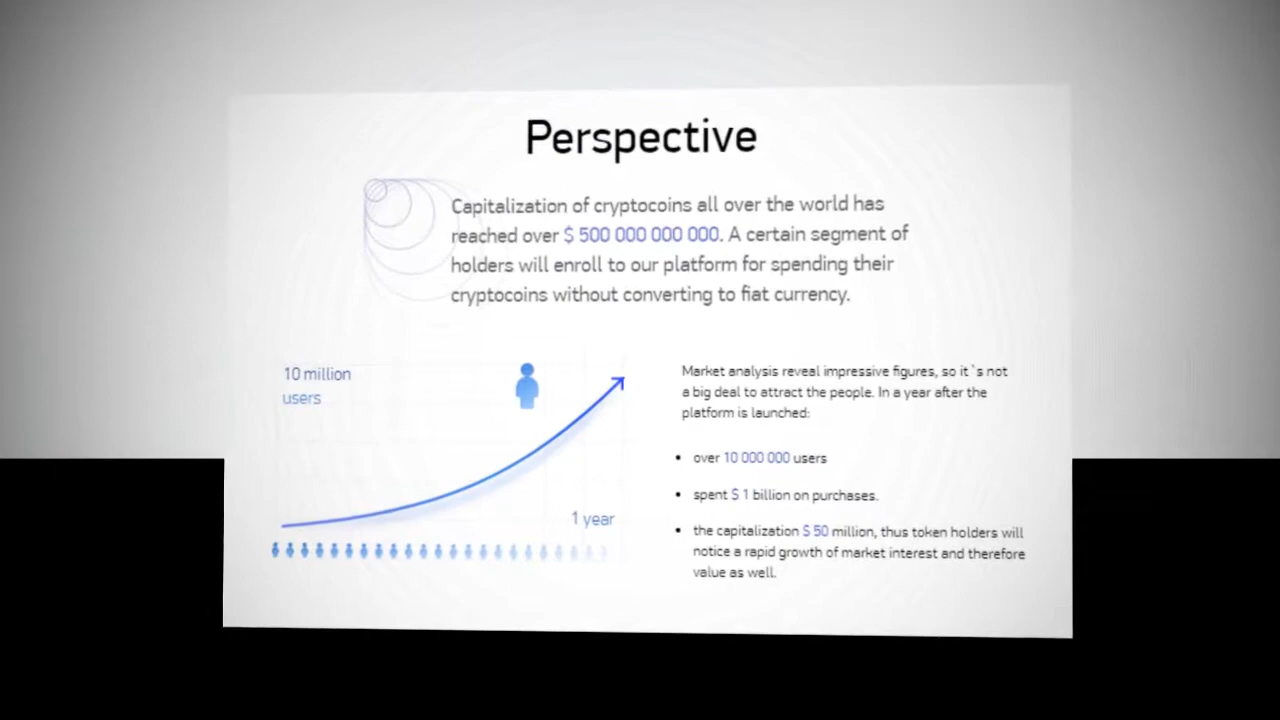 Perspective
Capitalization of cryptocoins all over the world has
reached over $ 500 000 000 000. A certain segment of
holders will enroll to our platform for spending their
cryptocoins without converting to fiat currency.
10 million
users
1 year
Market analysis reveal impressive figures, so it`s not
a big deal to attract the people. In a year after the
platform is launched:
• over 10 000 000 users
• spent $ 1 billion on purchases.
• the capitalization $ 50 million, thus token holders will
notice a rapid growth of market interest and therefore
value as well.